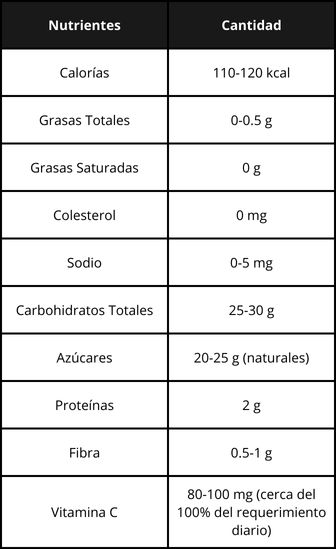 Nutrientes Cantidad
Calorías 110-120 kcal
Grasas Totales 0-0.5 g
Grasas Saturadas 0 g
Colesterol 0 mg
Sodio 0-5 mg
Carbohidratos Totales 25-30 g
Azúcares 20-25 g (naturales)
Proteínas 2 g
Fibra 0.5-1 g
Vitamina C
80-100 mg (cerca del
100% del requerimiento
diario)